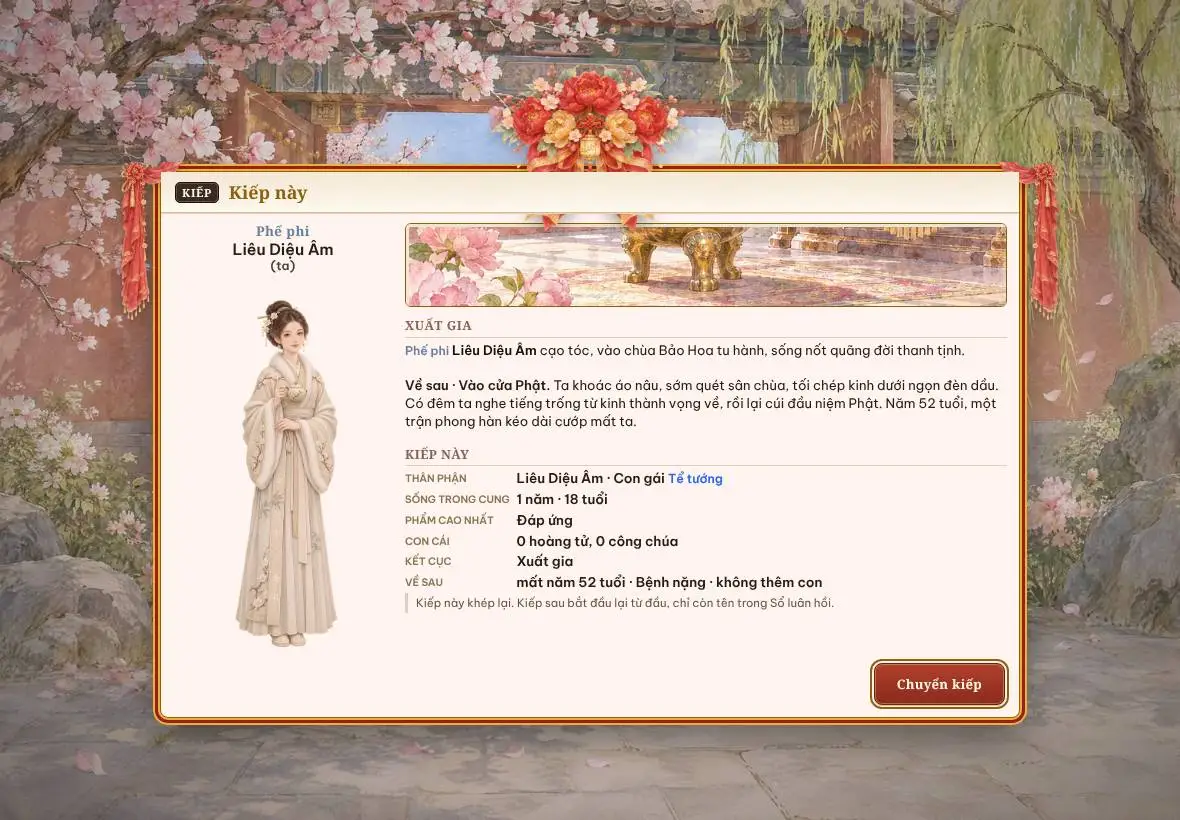 KIẾP Kiếp này
Phế phi
Liêu Diệu Âm
(ta)
XUẤT GIA
Phế phi Liêu Diệu Âm cạo tóc, vào chùa Bảo Hoa tu hành, sống nốt quãng đời thanh tịnh.
Về sau · Vào cửa Phật. Ta khoác áo nâu, sớm quét sân chùa, tối chép kinh dưới ngọn đèn dầu.
Có đêm ta nghe tiếng trống từ kinh thành vọng về, rồi lại cúi đầu niệm Phật. Năm 52 tuổi, một
trận phong hàn kéo dài cướp mất ta.
KIẾP NÀY
THÂN PHẬN Liêu Diệu Âm · Con gái Tể tướng
SỐNG TRONG CUNG 1 năm · 18 tuổi
PHẨM CAO NHẤT Đáp ứng
CON CÁI 0 hoàng tử, 0 công chúa
KẾT CỤC Xuất gia
VỀ SAU mất năm 52 tuổi · Bệnh nặng · không thêm con
Kiếp này khép lại. Kiếp sau bắt đầu lại từ đầu, chỉ còn tên trong Sổ luân hồi.
Chuyển kiếp